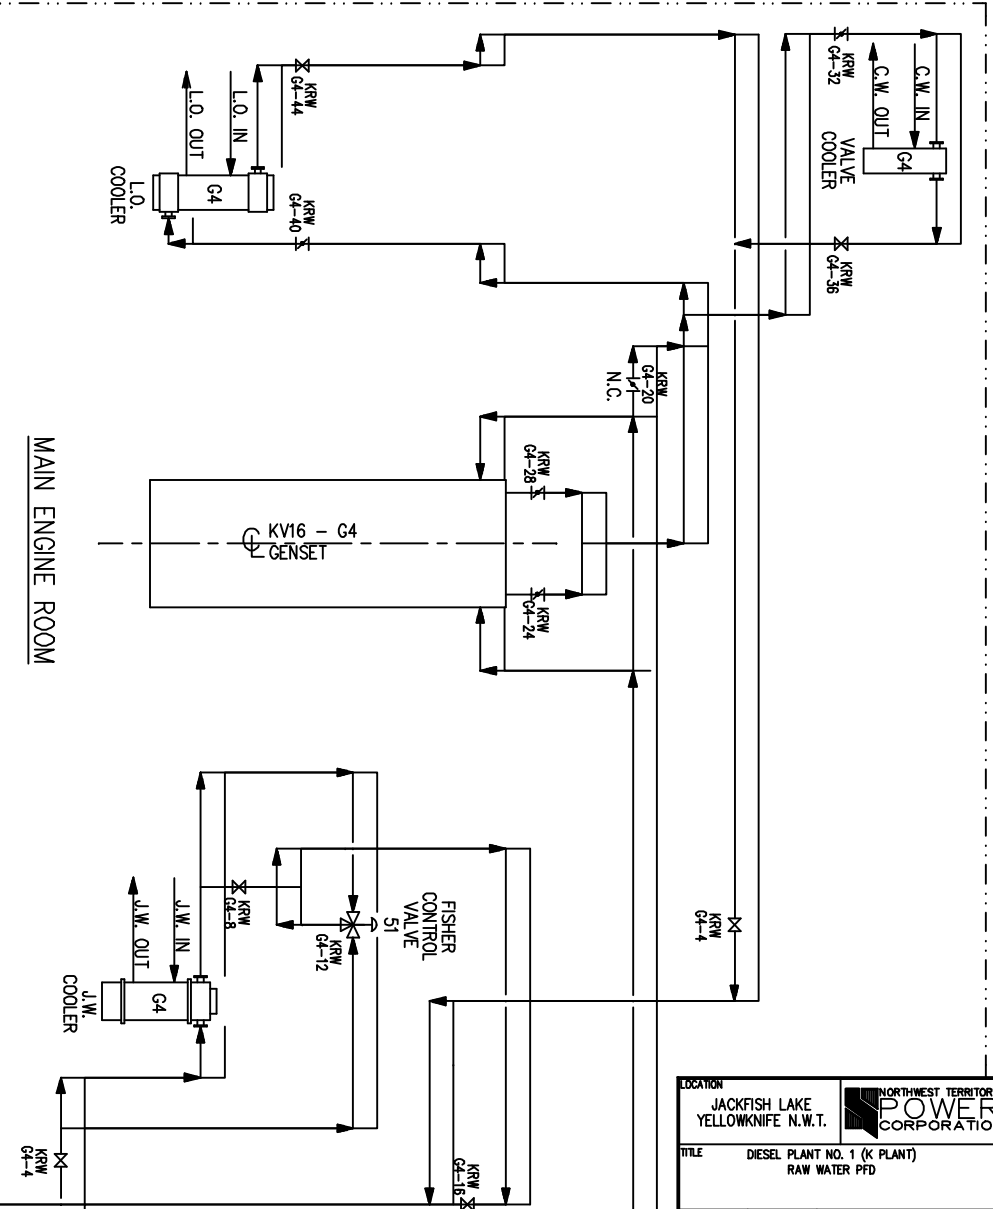 KRW
G4-32
C.W. OUT
C.W. IN
G4
VALVE
COOLER
KRW
G4-36
KRW
G4-44
L.O. OUT
L.O. IN
G4
L.O.
COOLER
KRW
G4-40
KRW
G4-20
N.C.
KRW
G4-28
KV16 - G4
GENSET
KRW
G4-24
MAIN ENGINE ROOM
FISHER
CONTROL
VALVE
51
KRW
G4-12
KRW
G4-8
J.W. OUT
J.W. IN
G4
J.W.
COOLER
KRW
G4-4
KRW
G4-4
KRW
G4-16
LOCATION
JACKFISH LAKE
YELLOWKNIFE N.W.T.
NORTHWEST TERRITOR
POWER
CORPORATIO
TITLE
DIESEL PLANT NO. 1 (K PLANT)
RAW WATER PFD